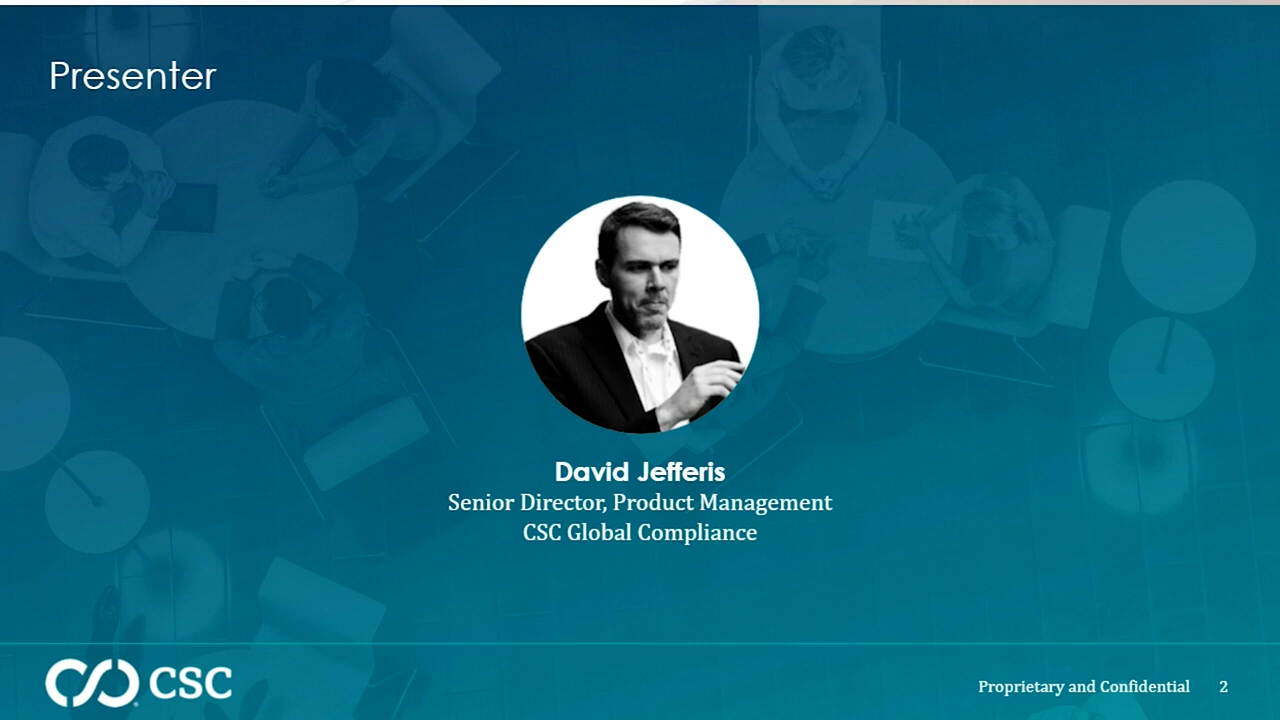 Presenter
David Jefferis
Senior Director, Product Management
CSC Global Compliance
CSC
Proprietary and Confidential 2